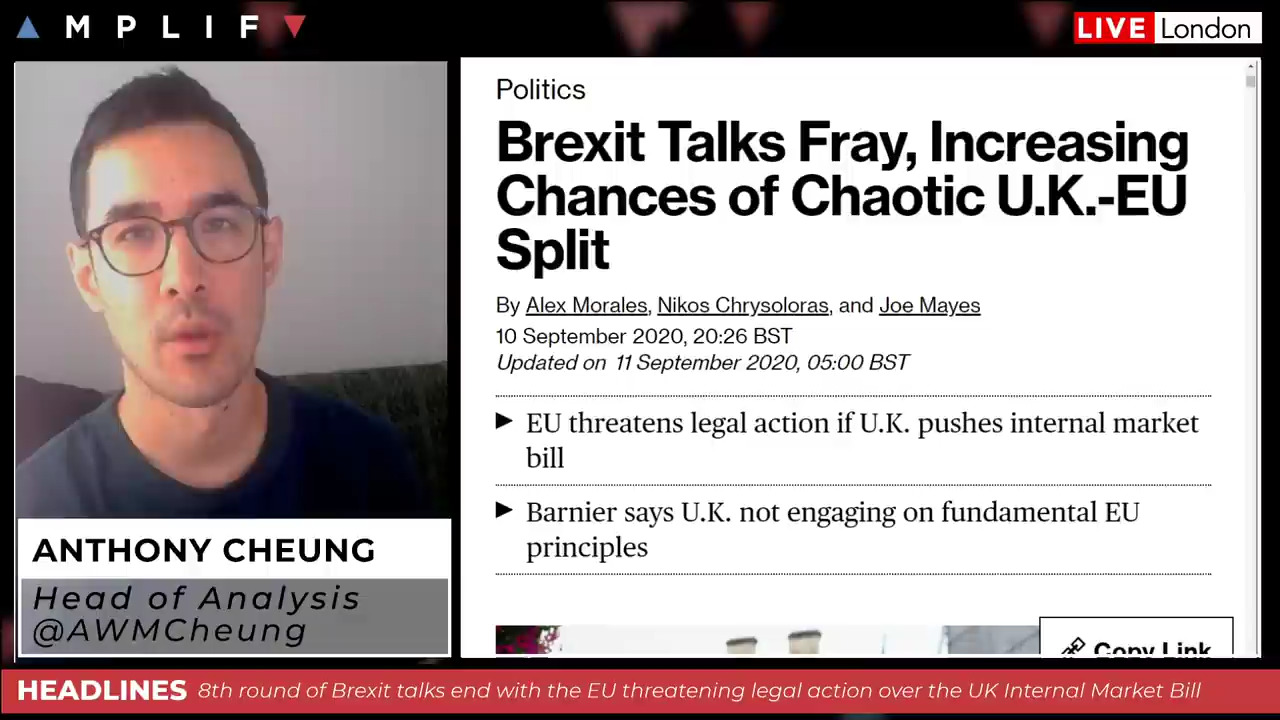 AMPLIFY
LIVE London
Politics
Brexit Talks Fray, Increasing
Chances of Chaotic U.K.-EU
Split
By Alex Morales, Nikos Chrysoloras, and Joe Mayes
10 September 2020, 20:26 BST
Updated on 11 September 2020, 05:00 BST
EU threatens legal action if U.K. pushes internal market
bill
Barnier says U.K. not engaging on fundamental EU
principles
Copy Link
ANTHONY CHEUNG
Head of Analysis
@AWMCheung
HEADLINES 8th round of Brexit talks end with the EU threatening legal action over the UK Internal Market Bill